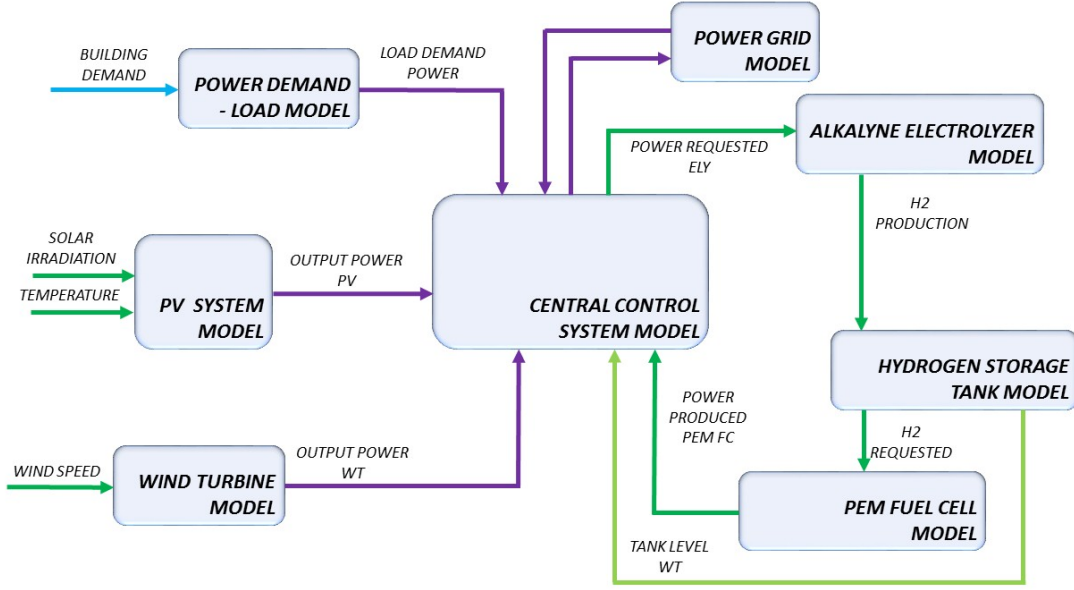 POWER GRID
MODEL
BUILDING
DEMAND
LOAD DEMAND
POWER
POWER DEMAND
- LOAD MODEL
ALKALYNE ELECTROLYZER
MODEL
POWER REQUESTED
ELY
H2
PRODUCTION
SOLAR
IRRADIATION
TEMPERATURE
OUTPUT POWER
PV
PV SYSTEM
MODEL
CENTRAL CONTROL
SYSTEM MODEL
HYDROGEN STORAGE
TANK MODEL
POWER
PRODUCED
PEM FC
H2
REQUESTED
WIND SPEED
WIND TURBINE
MODEL
OUTPUT POWER
WT
PEM FUEL CELL
MODEL
TANK LEVEL
WT